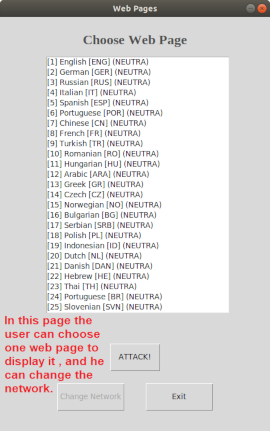 Web Pages
Choose Web Page
[1] English [ENG] (NEUTRA)
[2] German [GER] (NEUTRA)
[3] Russian [RUS] (NEUTRA)
[4] Italian [IT] (NEUTRA)
[5] Spanish [ESP] (NEUTRA)
[6] Portuguese [POR] (NEUTRA)
[7] Chinese [CN] (NEUTRA)
[8] French [FR] (NEUTRA)
[9] Turkish [TR] (NEUTRA)
[10] Romanian [RO] (NEUTRA)
[11] Hungarian [HU] (NEUTRA)
[12] Arabic [ARA] (NEUTRA)
[13] Greek [GR] (NEUTRA)
[14] Czech [CZ] (NEUTRA)
[15] Norwegian [NO] (NEUTRA)
[16] Bulgarian [BG] (NEUTRA)
[17] Serbian [SRB] (NEUTRA)
[18] Polish [PL] (NEUTRA)
[19] Indonesian [ID] (NEUTRA)
[20] Dutch [NL] (NEUTRA)
[21] Danish [DAN] (NEUTRA)
[22] Hebrew [HE] (NEUTRA)
[23] Thai [TH] (NEUTRA)
[24] Portuguese [BR] (NEUTRA)
[25] Slovenian [SVN] (NEUTRA)
In this page the
user can choose
one web page to
display it , and he
can change the
network.
ATTACK!
Change Network
Exit